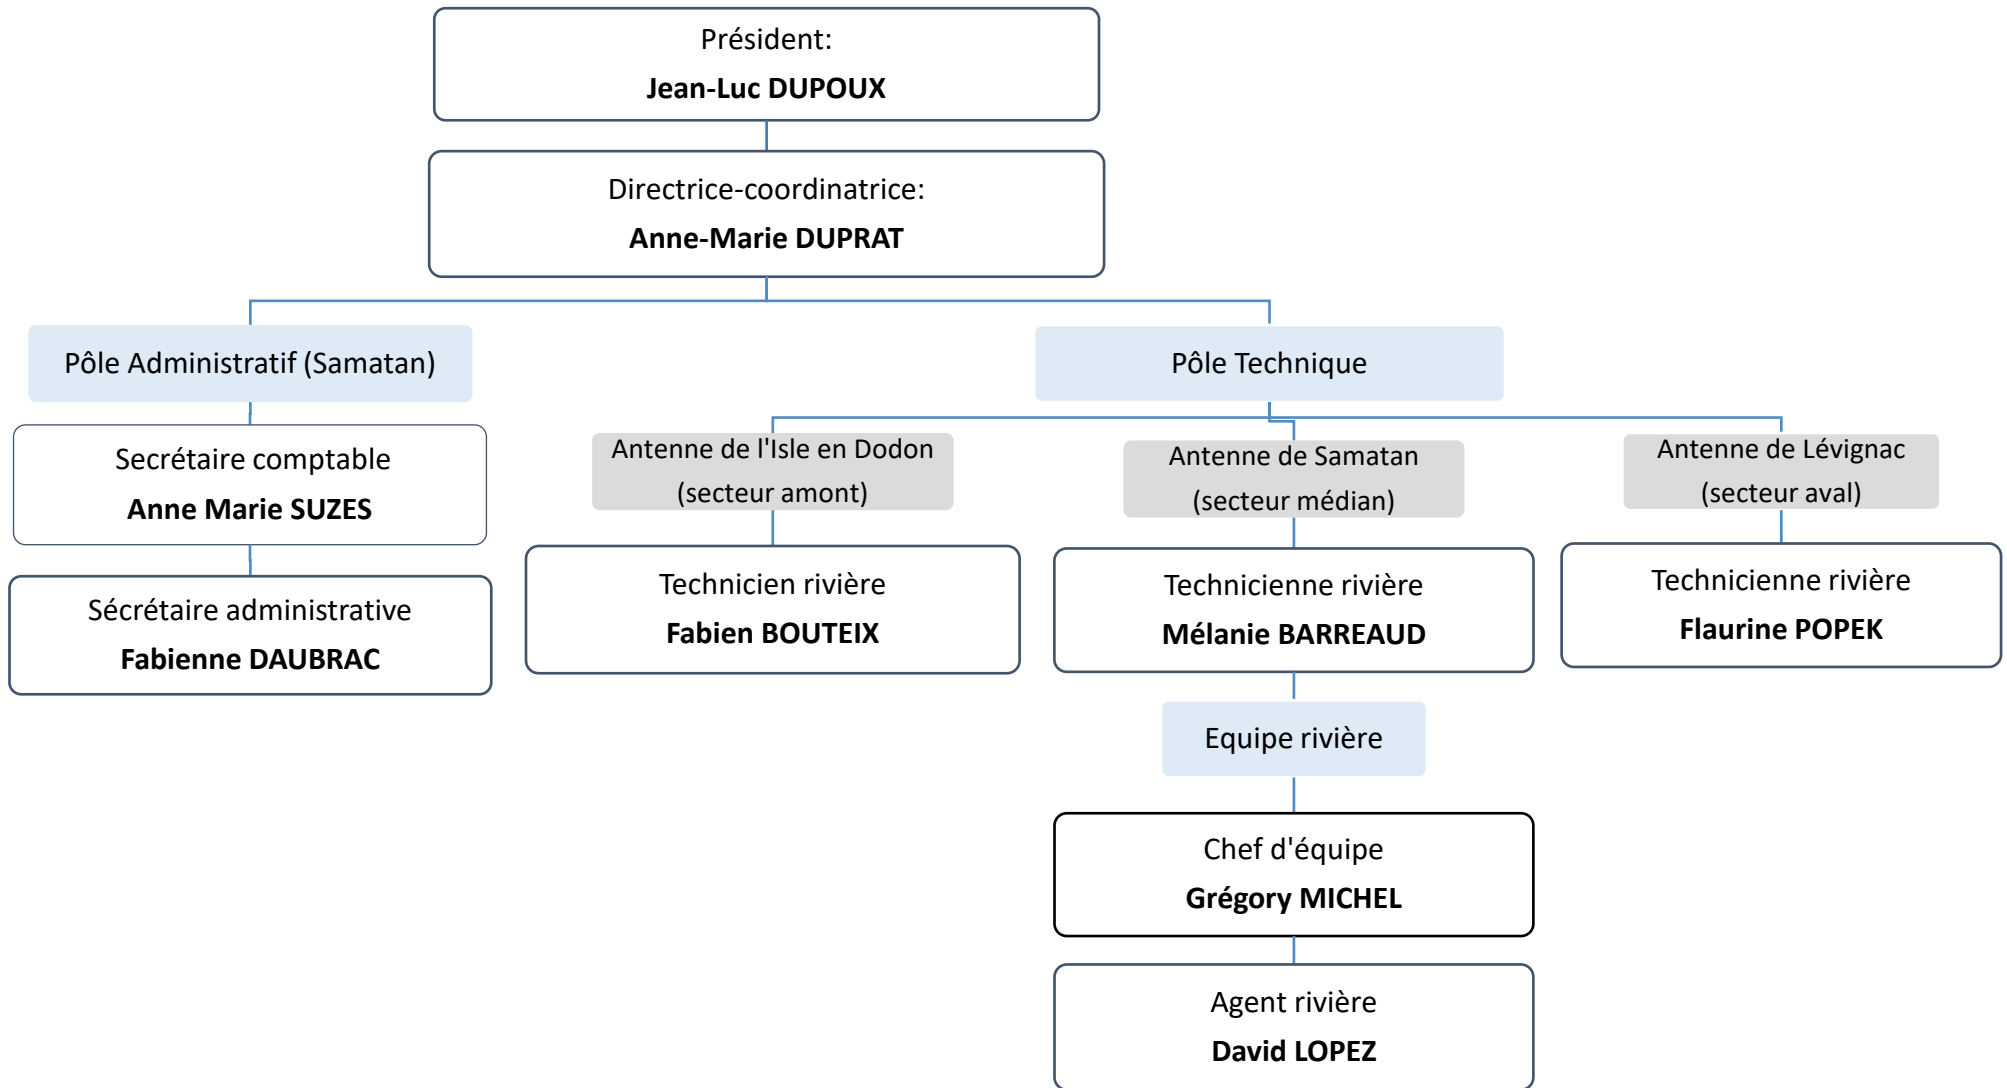 Président:
Jean-Luc DUPOUX
Directrice-coordinatrice:
Anne-Marie DUPRAT
Pôle Administratif (Samatan)
Secrétaire comptable
Anne Marie SUZES
Sécrétaire administrative
Fabienne DAUBRAC
Pôle Technique
Antenne de l'Isle en Dodon
(secteur amont)
Technicien rivière
Fabien BOUTEIX
Antenne de Samatan
(secteur médian)
Technicienne rivière
Mélanie BARREAUD
Equipe rivière
Chef d'équipe
Grégory MICHEL
Agent rivière
David LOPEZ
Antenne de Lévignac
(secteur aval)
Technicienne rivière
Flaurine POPEK